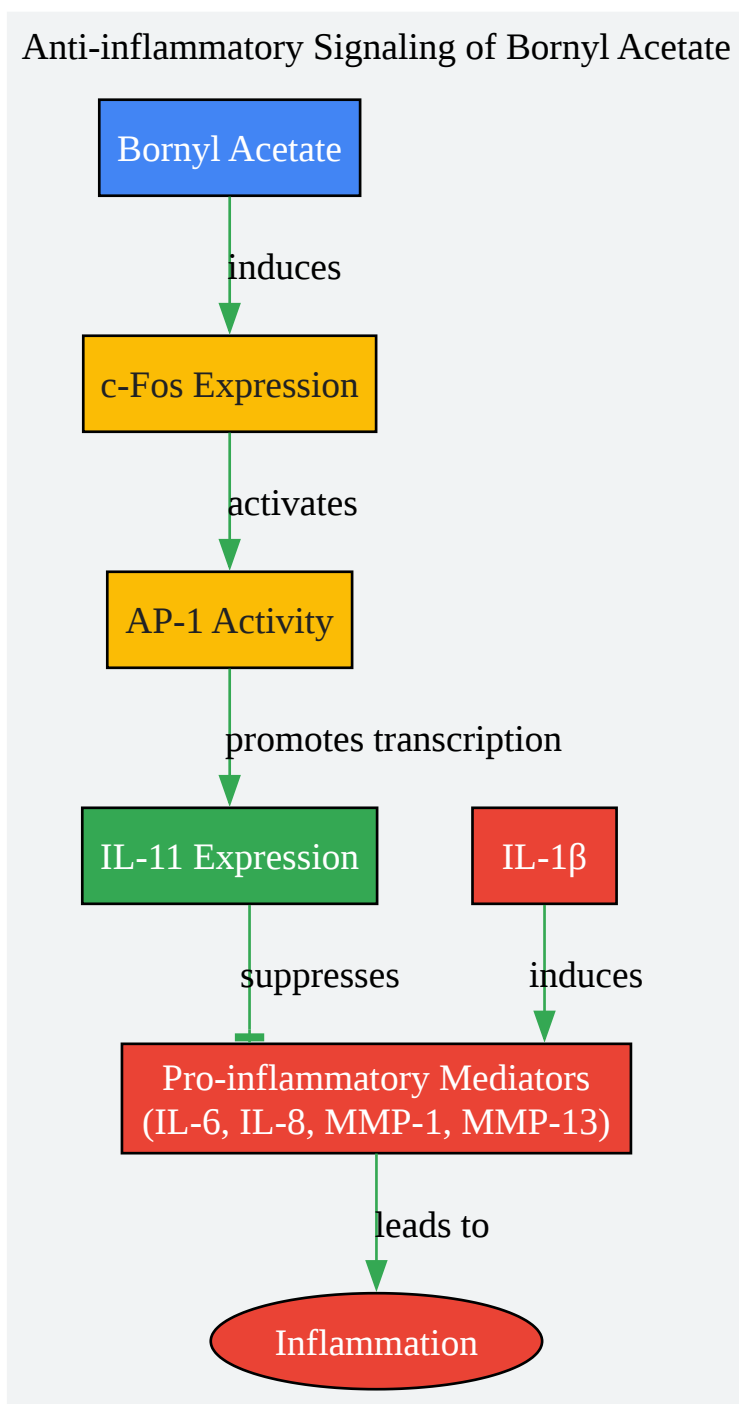 Anti-inflammatory Signaling of Bornyl Acetate
Bornyl Acetate
induces
c-Fos Expression
activates
AP-1 Activity
promotes transcription
IL-11 Expression
IL-1β
suppresses
induces
Pro-inflammatory Mediators
(IL-6, IL-8, MMP-1, MMP-13)
leads to
Inflammation